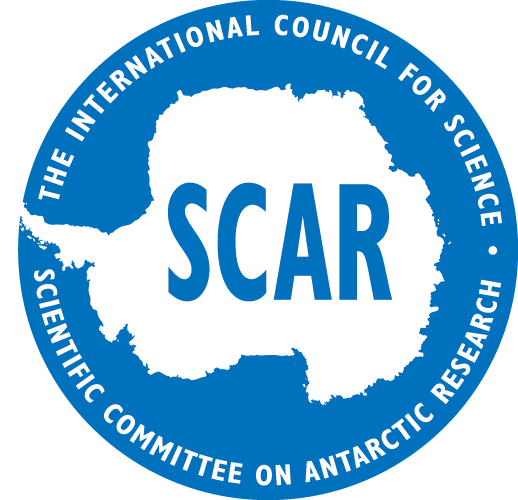 THE INTERNATIONAL COUNCIL FOR SCIENCE •
SCAR
SCIENTIFIC COMMITTEE ON ANTARCTIC RESEARCH